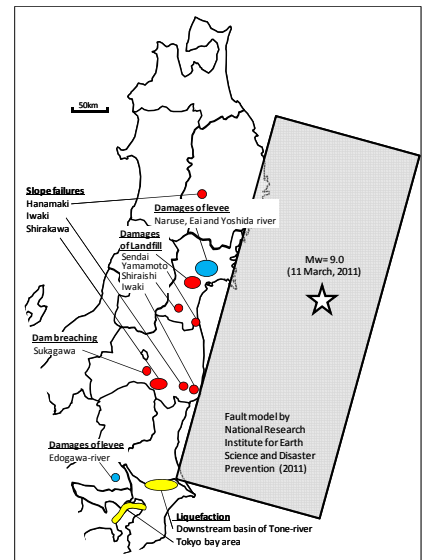 50km
Slope failures
Hanamaki
Iwaki
Shirakawa
Damages of levee
Naruse, Eai and Yoshida river
Damages
of Landfill
Sendai
Yamamoto
Shiraishi
Iwaki
Mw= 9.0
(11 March, 2011)
Dam breaching
Sukagawa
Fault model by
National Research
Institute for Earth
Science and Disaster
Prevention (2011)
Damages of levee
Edogawa-river
Liquefaction
Downstream basin of Tone-river
Tokyo bay area